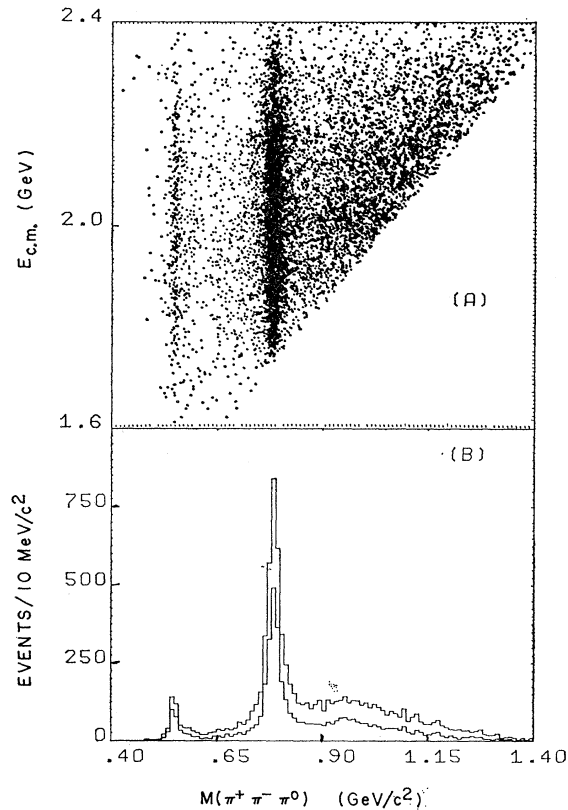 2.4
2.0
1.6
E c.m. (GeV)
(A)
(B)
750
500
250
0
EVENTS/10 MeV/c²
.40 .65 .90 1.15 1.40
M(π⁺ π⁻ π⁰) (GeV/c²)